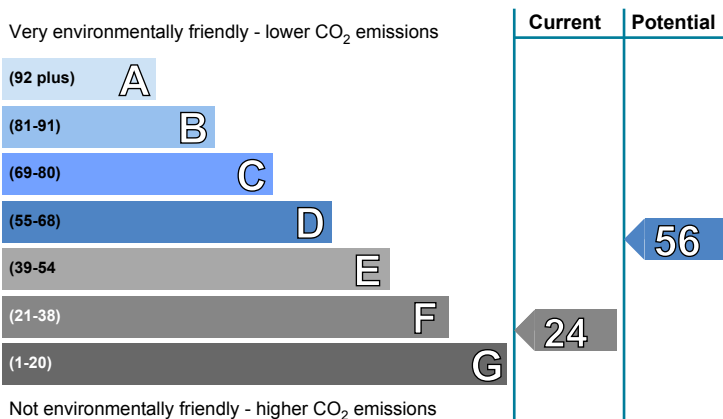 Very environmentally friendly - lower CO2 emissions
Current
Potential
(92 plus) A
(81-91) B
(69-80) C
(55-68) D
56
(39-54 E
(21-38) F
24
(1-20) G
Not environmentally friendly - higher CO2 emissions